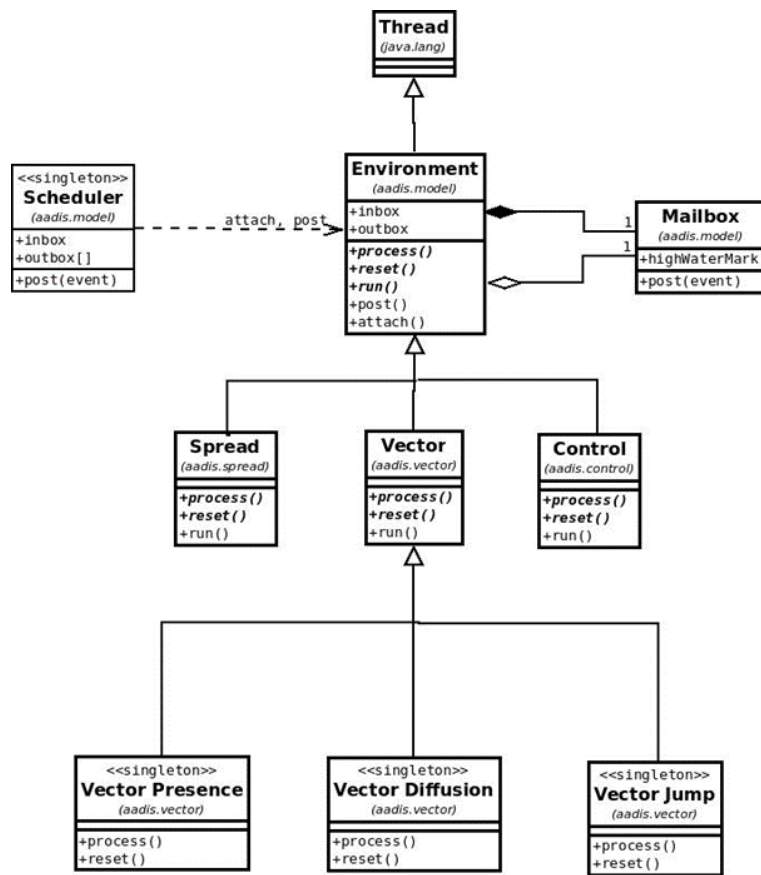 Thread
(java.lang)
Environment
(aadis.model)
+inbox
+outbox
+process()
+reset()
+run()
+post()
+attach()
<<singleton>>
Scheduler
(aadis.model)
+inbox
+outbox[]
+post(event)
attach, post
1
1
Mailbox
(aadis.model)
+highWaterMark
+post(event)
Spread
(aadis.spread)
+process()
+reset()
+run()
Vector
(aadis.vector)
+process()
+reset()
+run()
Control
(aadis.control)
+process()
+reset()
+run()
<<singleton>>
Vector Presence
(aadis.vector)
+process()
+reset()
<<singleton>>
Vector Diffusion
(aadis.vector)
+process()
+reset()
<<singleton>>
Vector Jump
(aadis.vector)
+process()
+reset()